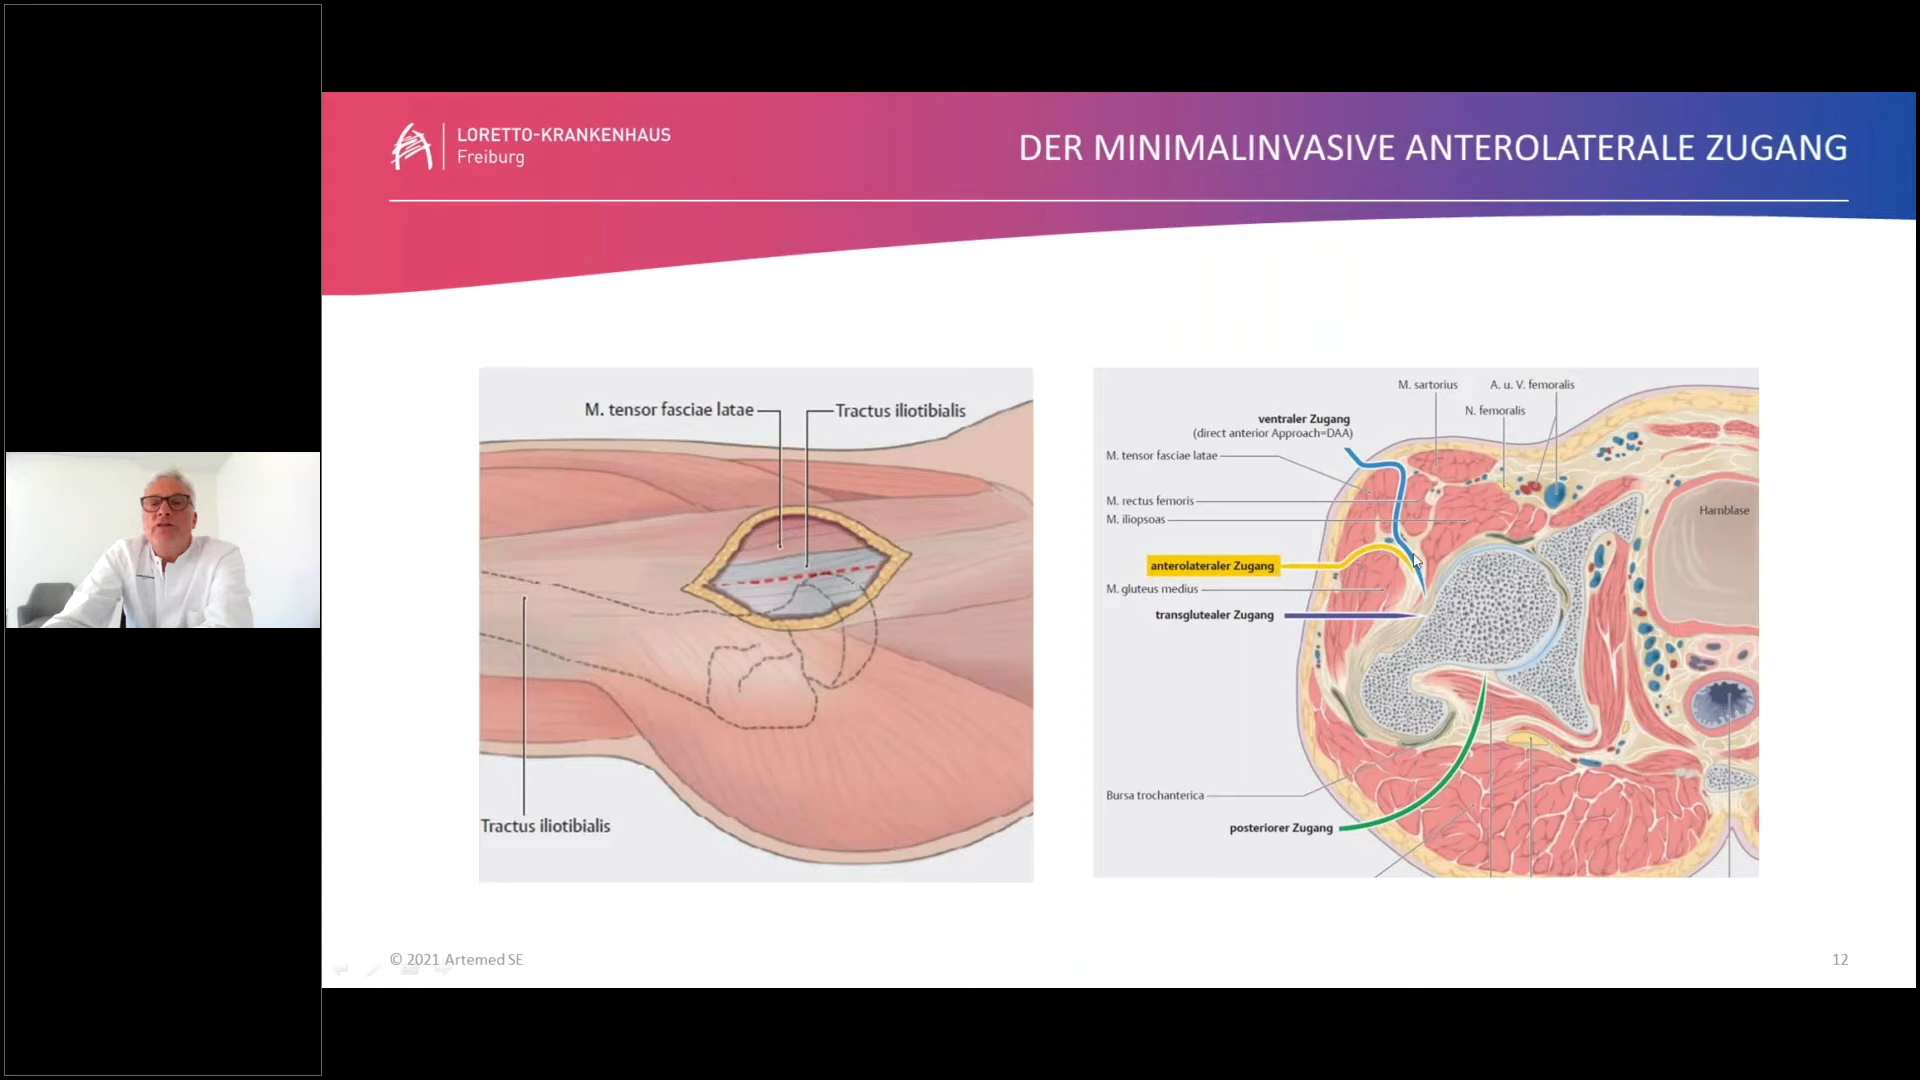 LORETTO-KRANKENHAUS
Freiburg
DER MINIMALINVASIVE ANTEROLATERALE ZUGANG
M. tensor fasciae latae
Tractus iliotibialis
Tractus iliotibialis
M. sartorius
A. u. V. femoralis
N. femoralis
ventraler Zugang
(direct anterior Approach=DAA)
M. tensor fasciae latae
M. rectus femoris
M. iliopsoas
Harnblase
anterolateraler Zugang
M. gluteus medius
transglutealer Zugang
Bursa trochanterica
posteriorer Zugang
© 2021 Artemed SE
12